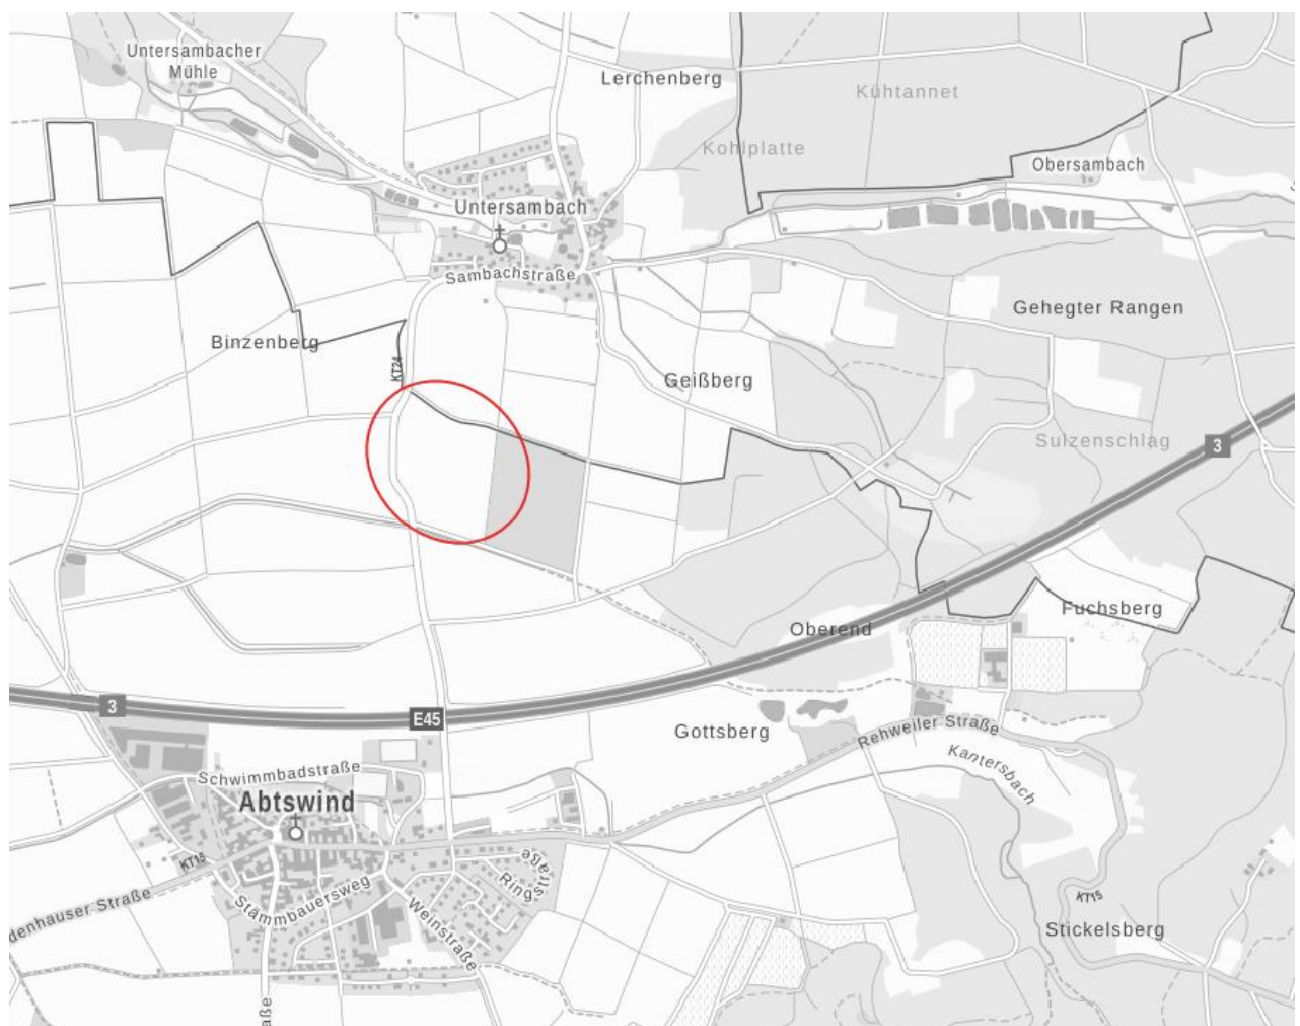 Untersambacher
Mühle
Lerchenberg
Kühtannet
Kohlplatte
Obersambach
Untersambach
Sambachstraße
Gehegter Rangen
Binzenberg
KT24
Geißberg
Sulzenschlag
3
Fuchsberg
Oberend
3
E45
Gottsberg
Rehweiler Straße
Kantersbach
Schwimmbadstraße
Abtswind
KT15
Ringstraße
denhauser Straße
Stammbauersweg
Weinstraße
KT15
Stickelsberg
aße